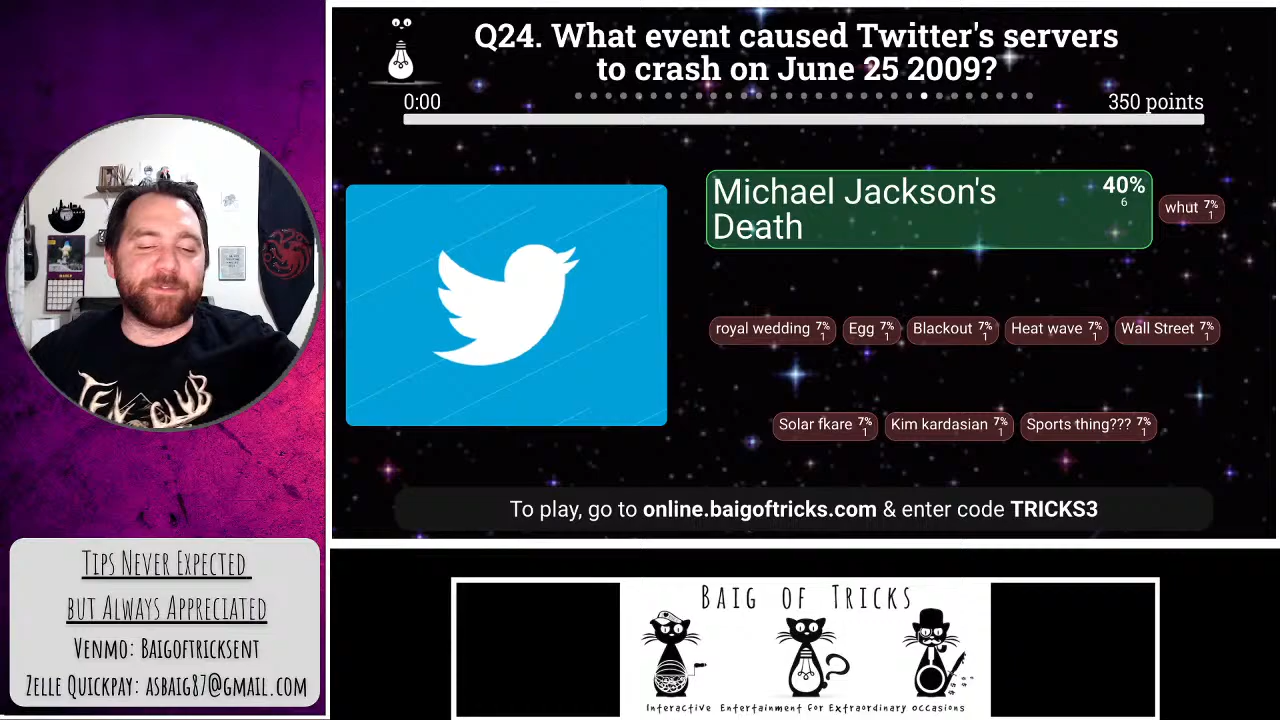 Q24. What event caused Twitter's servers
to crash on June 25 2009?
0:00
350 points
Michael Jackson's
Death
40%
6
whut 7%
1
royal wedding 7%
1
Egg 7%
1
Blackout 7%
1
Heat wave 7%
1
Wall Street 7%
1
Solar fkare 7%
1
Kim kardasian 7%
1
Sports thing??? 7%
1
To play, go to online.baigoftricks.com & enter code TRICKS3
TEN CLUB
Tips Never Expected
but Always Appreciated
Venmo: Baigoftricksent
Zelle Quickpay: asbaig87@gmail.com
BAIG OF TRICKS
Interactive Entertainment for Extraordinary occasions